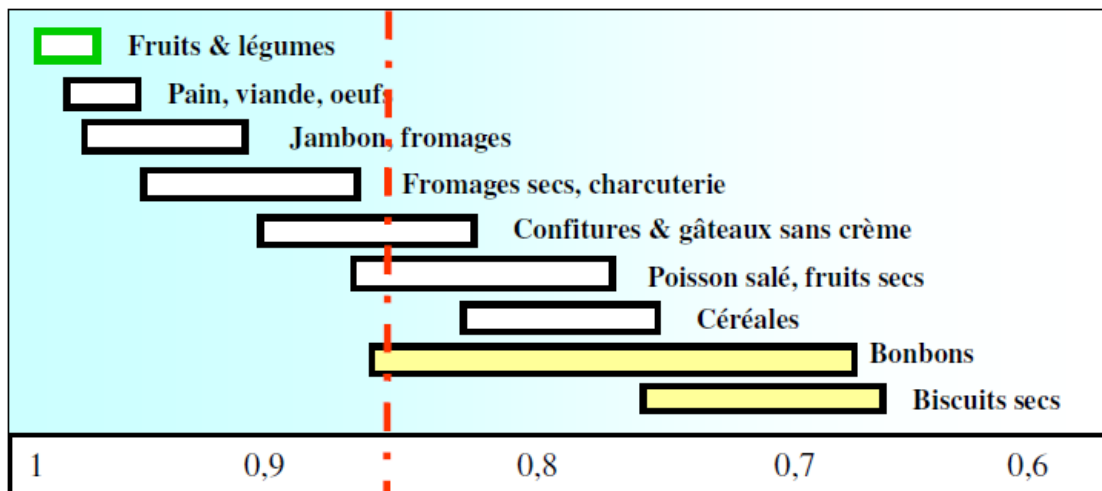 Fruits & légumes
Pain, viande, oeufs
Jambon, fromages
Fromages secs, charcuterie
Confitures & gâteaux sans crème
Poisson salé, fruits secs
Céréales
Bonbons
Biscuits secs
1 0,9 0,8 0,7 0,6